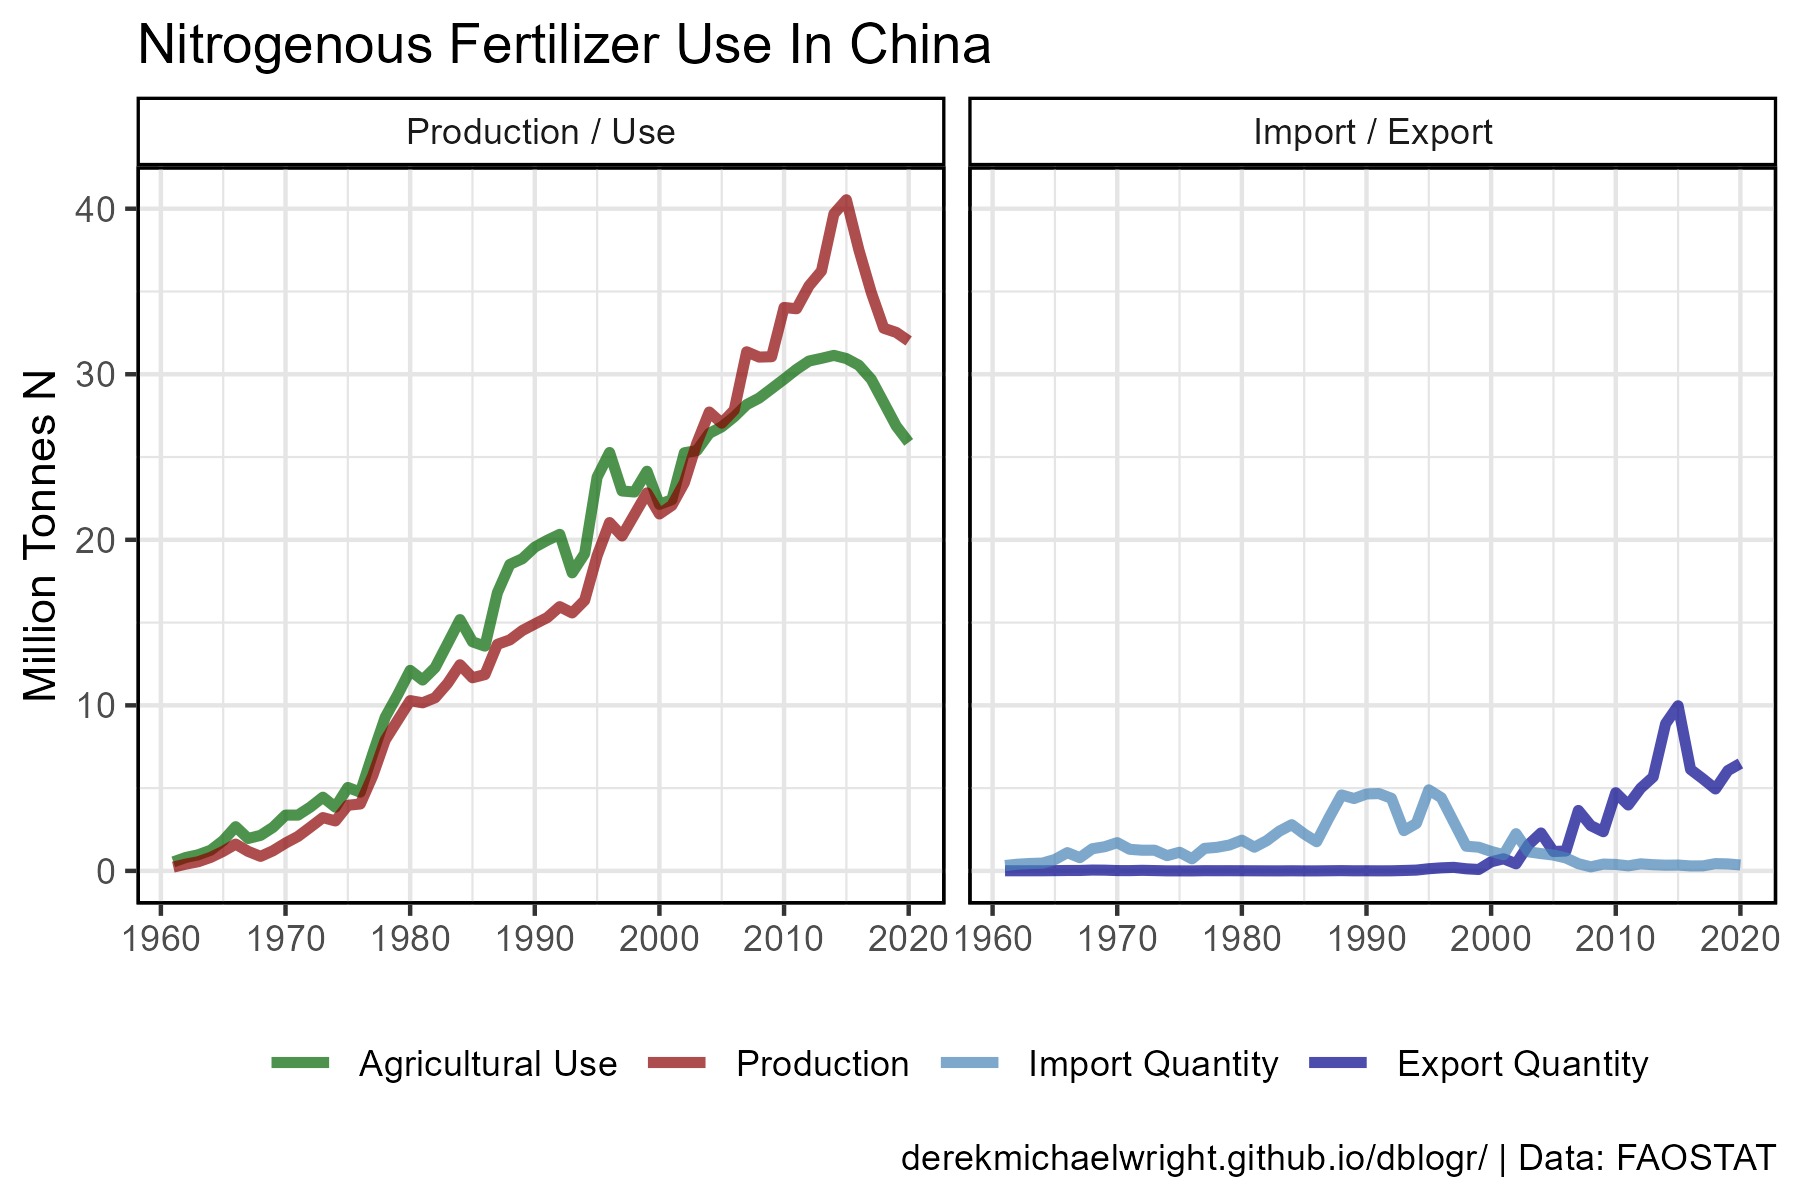 Nitrogenous Fertilizer Use In China
Production / Use
Import / Export
Million Tonnes N
40
30
20
10
0
1960 1970 1980 1990 2000 2010 2020
1960 1970 1980 1990 2000 2010 2020
Agricultural Use Production Import Quantity Export Quantity
derekmichaelwright.github.io/dblogr/ | Data: FAOSTAT